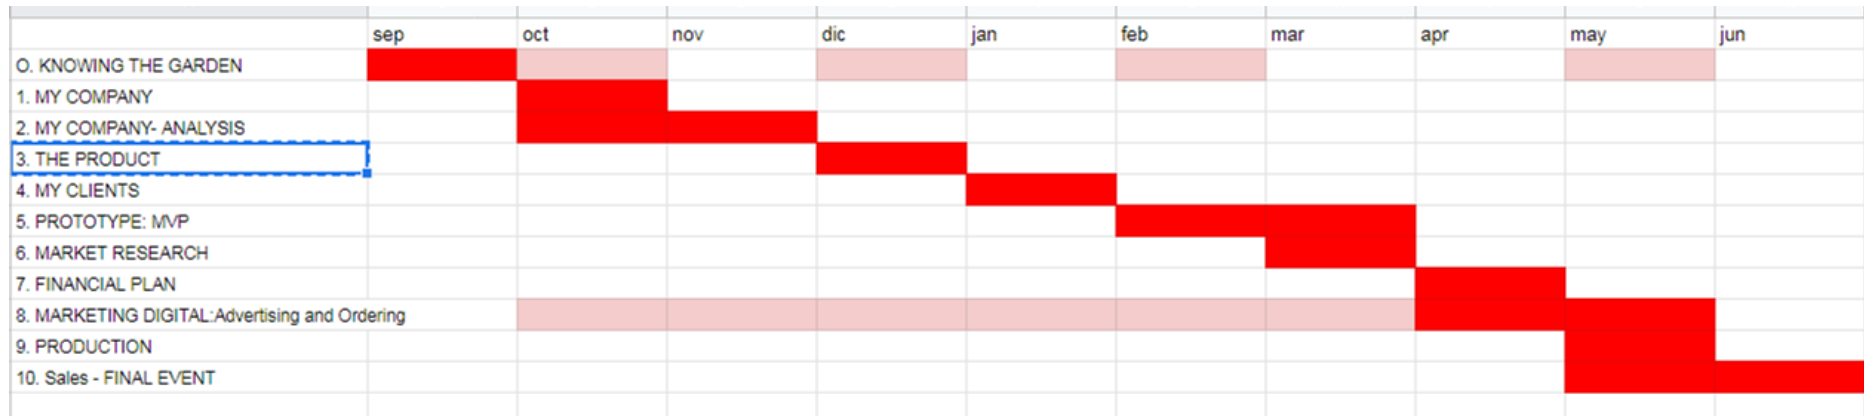 sep oct nov dic jan feb mar apr may jun
O. KNOWING THE GARDEN
1. MY COMPANY
2. MY COMPANY- ANALYSIS
3. THE PRODUCT
4. MY CLIENTS
5. PROTOTYPE: MVP
6. MARKET RESEARCH
7. FINANCIAL PLAN
8. MARKETING DIGITAL:Advertising and Ordering
9. PRODUCTION
10. Sales - FINAL EVENT